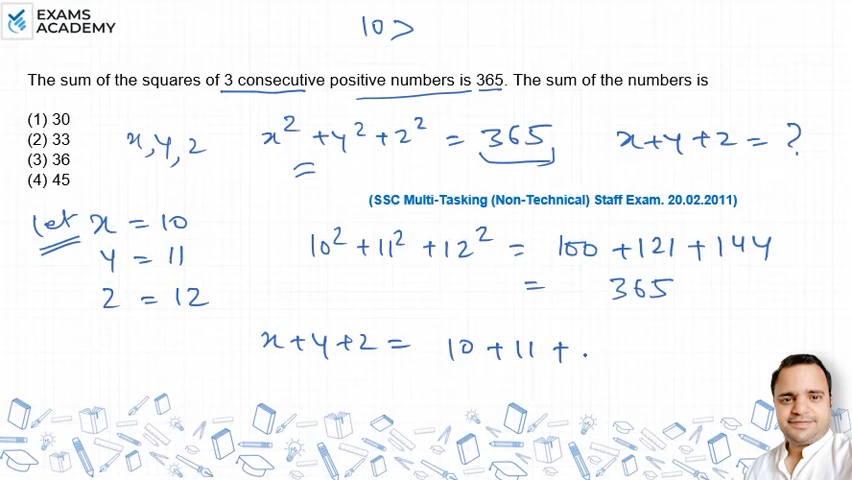 EXAMS
ACADEMY
10 >
The sum of the squares of 3 consecutive positive numbers is 365. The sum of the numbers is
(1) 30
(2) 33
(3) 36
(4) 45
x, y, z
x² + y² + z² = 365
x + y + z = ?
(SSC Multi-Tasking (Non-Technical) Staff Exam. 20.02.2011)
Let x = 10
y = 11
z = 12
10² + 11² + 12² = 100 + 121 + 144
= 365
x + y + z = 10 + 11 + .